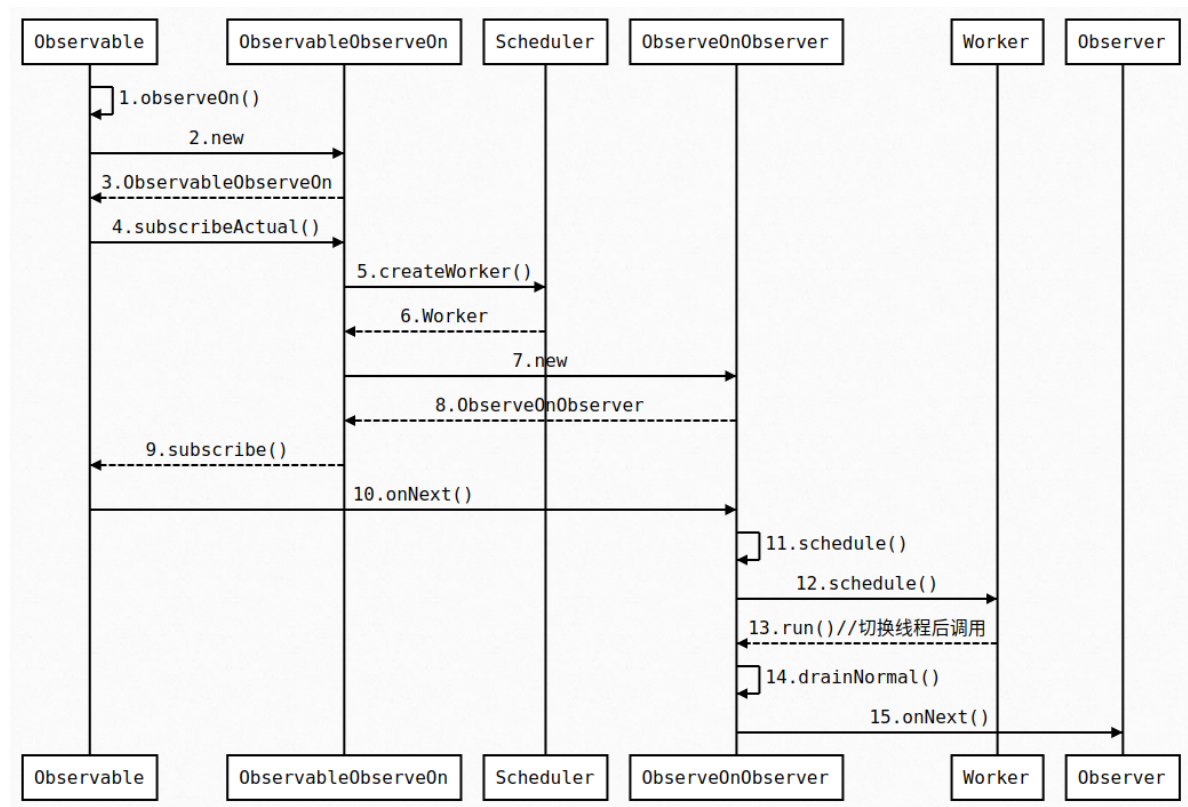 Observable ObservableObserveOn Scheduler ObserveOnObserver Worker Observer
1.observeOn()
2.new
3.ObservableObserveOn
4.subscribeActual()
5.createWorker()
6.Worker
7.new
8.ObserveOnObserver
9.subscribe()
10.onNext()
11.schedule()
12.schedule()
13.run()//切换线程后调用
14.drainNormal()
15.onNext()
Observable ObservableObserveOn Scheduler ObserveOnObserver Worker Observer